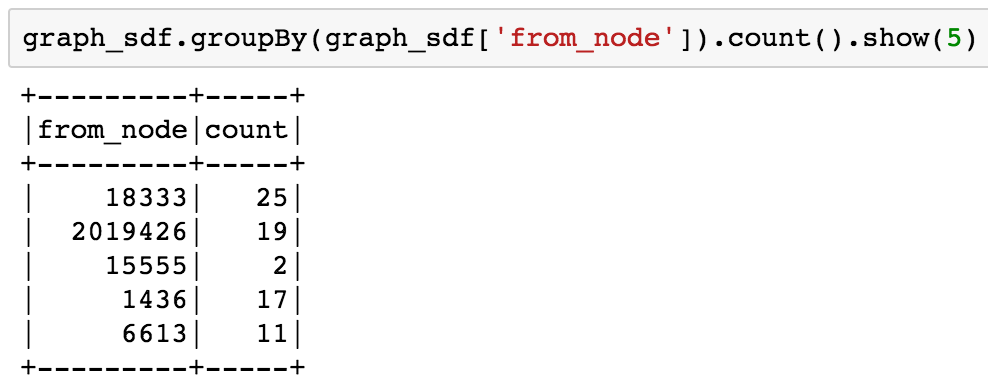 graph_sdf.groupBy(graph_sdf['from_node']).count().show(5)
+---------+-----+
|from_node|count|
+---------+-----+
|    18333|   25|
|  2019426|   19|
|    15555|    2|
|     1436|   17|
|     6613|   11|
+---------+-----+